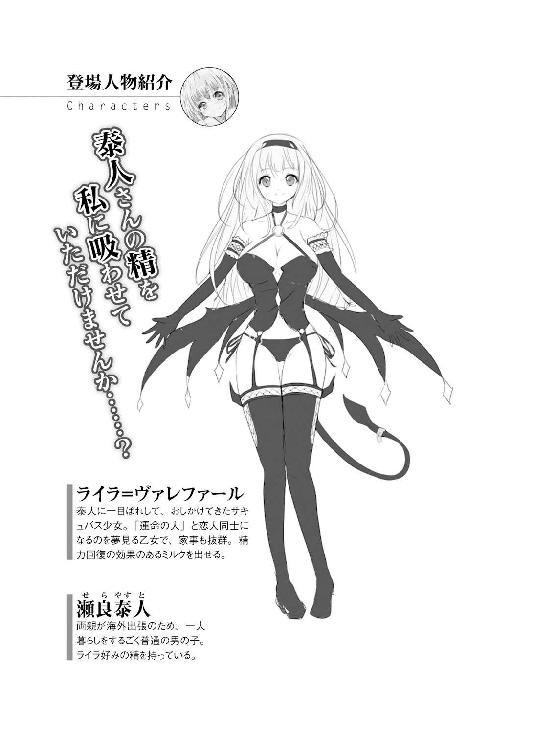 登場人物紹介
Characters
泰人さんの精を
私に吸わせて
いただけませんか……？
ライラ=ヴァレファール
泰人に一目ぼれして、おしかけてきたサキ
ュバス少女。「運命の人」と恋人同士に
なるのを夢見る乙女で、家事も抜群。精
力回復の効果のあるミルクを出せる。
せらやすと
瀬良泰人
両親が海外出張のため、一人
暮らしをするごく普通の男の子。
ライラ好みの精を持っている。